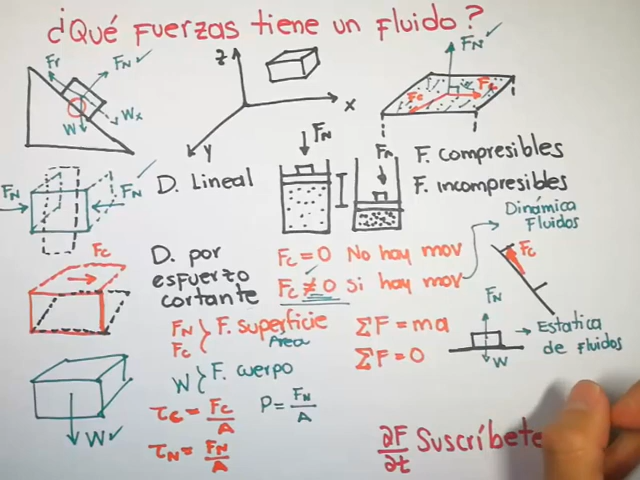 ¿Qué Fuerzas tiene un Fluido?
Fr
FN
Wx
W
Z
X
Y
FN
Fc
FN
FN
D. Lineal
FN
Fn
F. compresibles
F. incompresibles
Dinámica
Fluidos
Fc
D. por
esfuerzo
cortante
Fc = 0 No hay mov
Fc ≠ 0 Si hay mov
Fc
FN
Fc } F. superficie
Area
W } F. cuerpo
ΣF = ma
ΣF = 0
FN
W
Estatica
de Fluidos
W
τc = Fc/A
P = FN/A
τN = FN/A
∂F/∂t Suscríbete